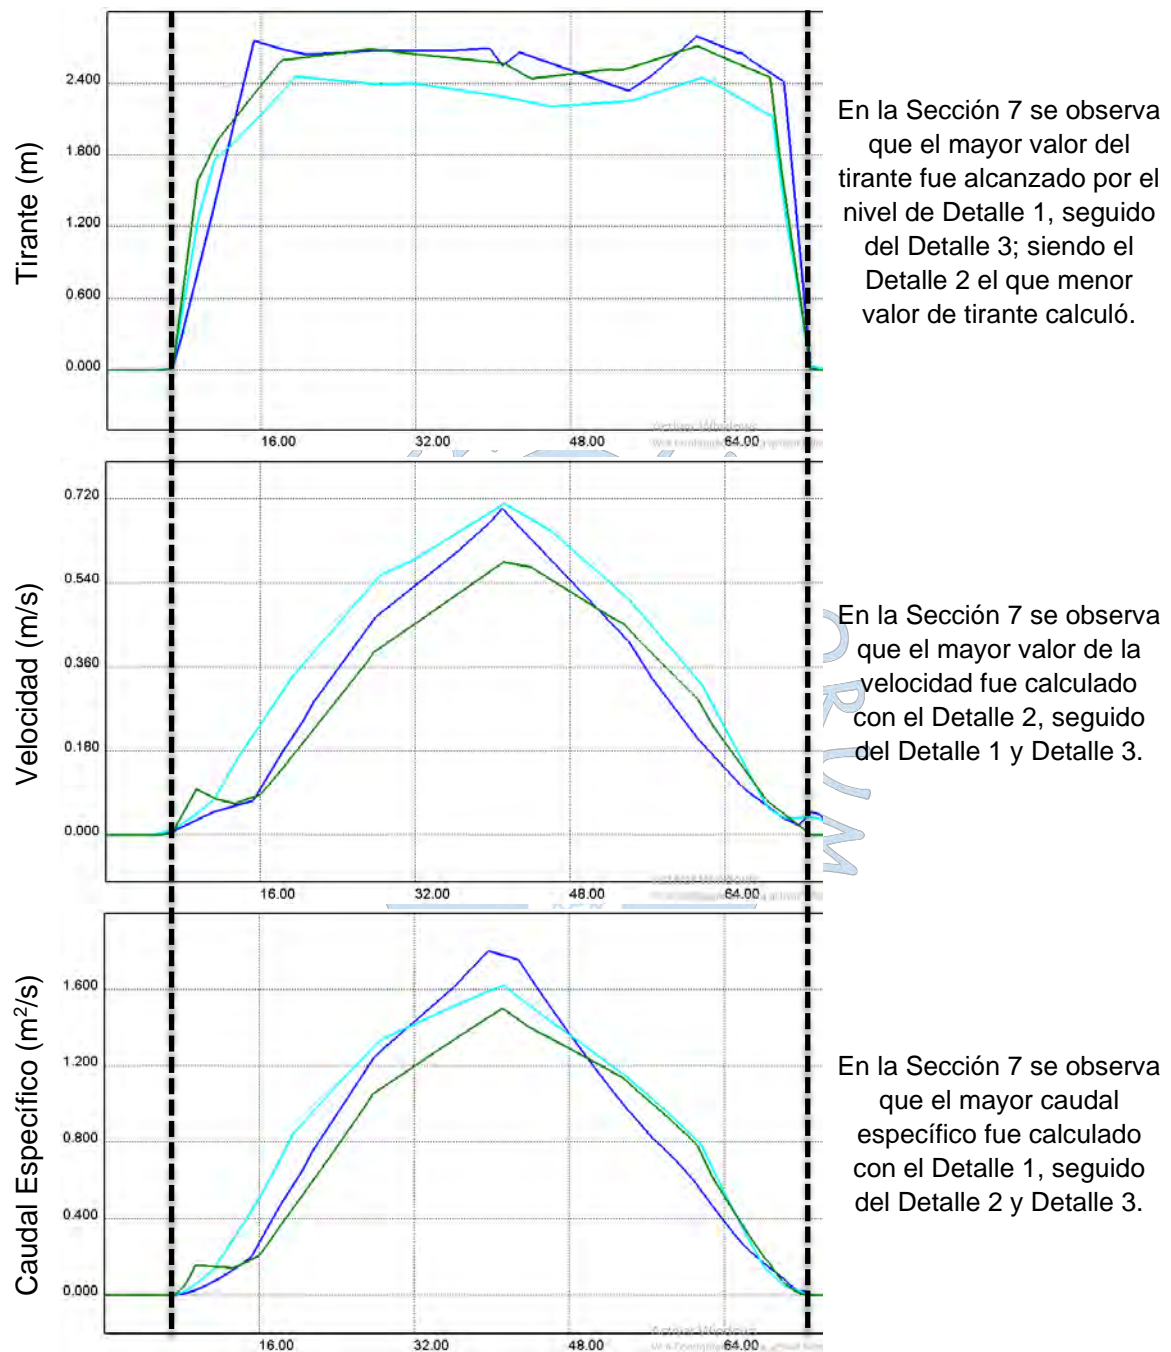 Tirante (m)
2.400
1.800
1.200
0.600
0.000
16.00
32.00
48.00
64.00
En la Sección 7 se observa
que el mayor valor del
tirante fue alcanzado por el
nivel de Detalle 1, seguido
del Detalle 3; siendo el
Detalle 2 el que menor
valor de tirante calculó.
Velocidad (m/s)
0.720
0.540
0.360
0.180
0.000
16.00
32.00
48.00
64.00
En la Sección 7 se observa
que el mayor valor de la
velocidad fue calculado
con el Detalle 2, seguido
del Detalle 1 y Detalle 3.
Caudal Específico (m²/s)
1.600
1.200
0.800
0.400
0.000
16.00
32.00
48.00
64.00
En la Sección 7 se observa
que el mayor caudal
específico fue calculado
con el Detalle 1, seguido
del Detalle 2 y Detalle 3.